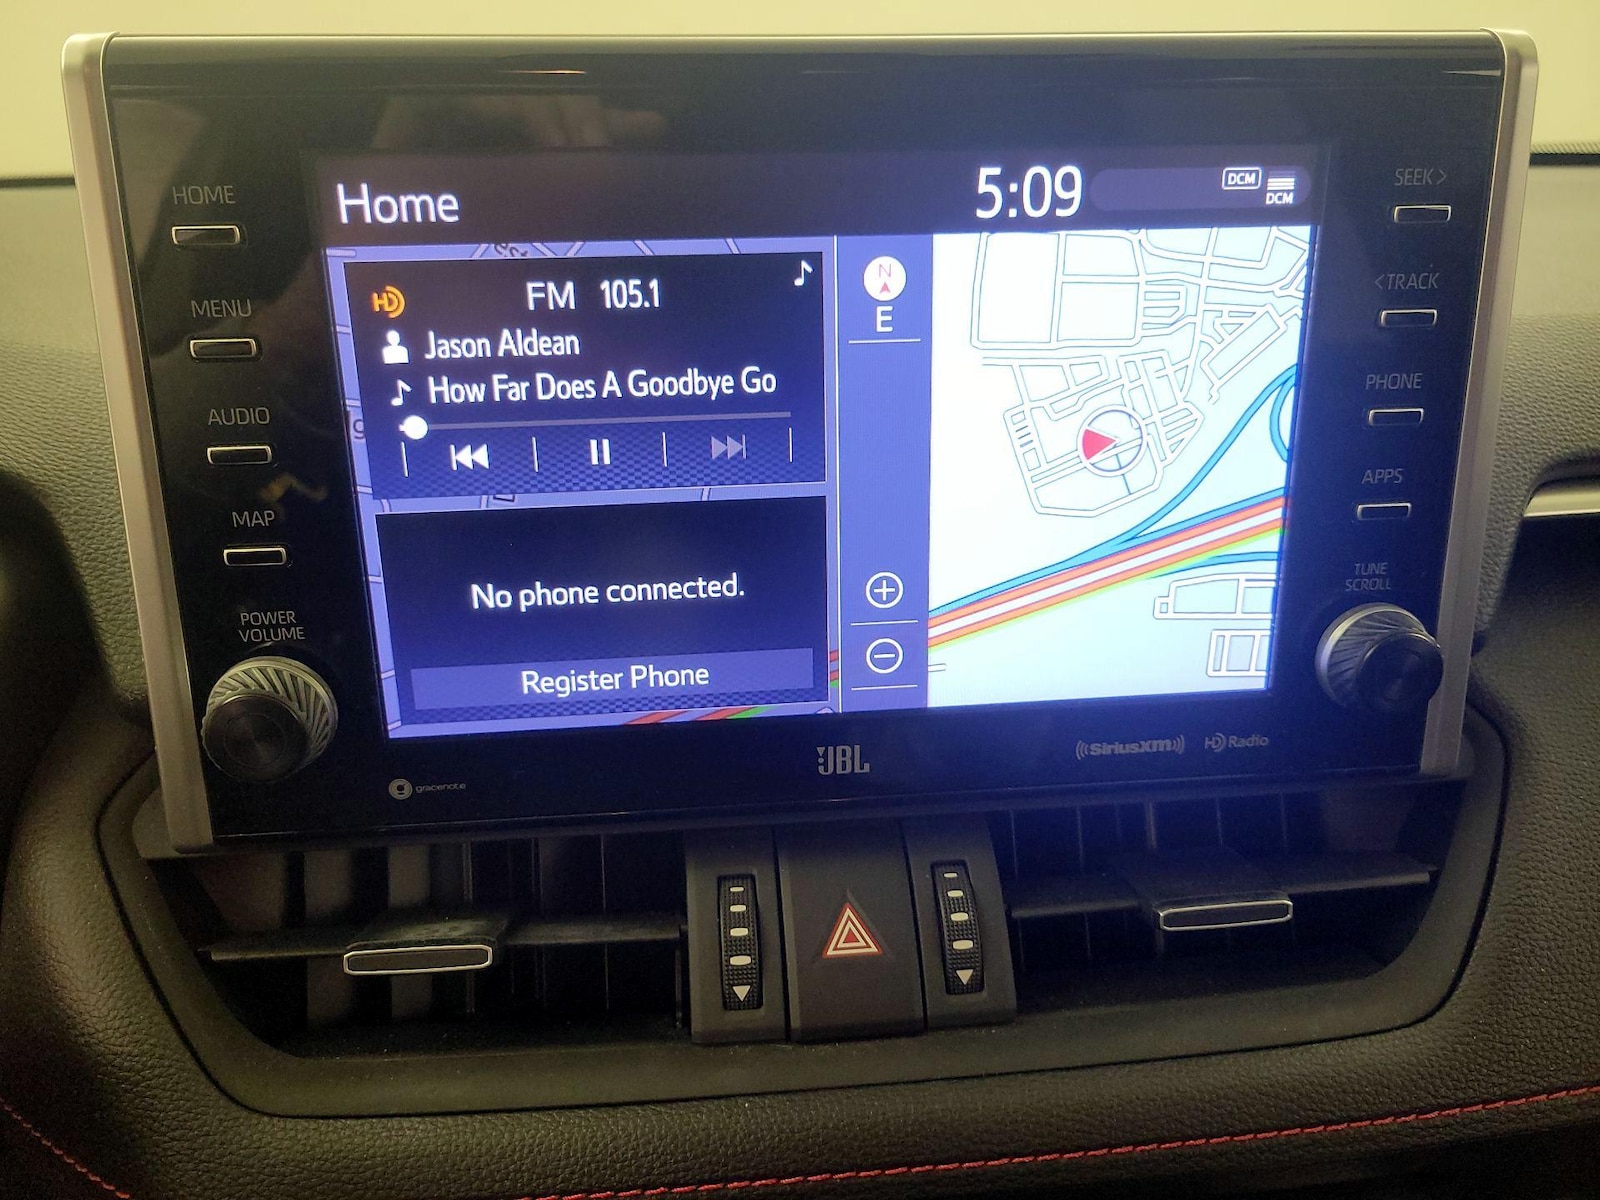 HOME
MENU
AUDIO
MAP
POWER
VOLUME
Home
5:09
DCM
DCM
FM 105.1
Jason Aldean
How Far Does A Goodbye Go
No phone connected.
Register Phone
N
E
SEEK >
< TRACK
PHONE
APPS
TUNE
SCROLL
gracenote
JBL
SiriusXM
HD Radio